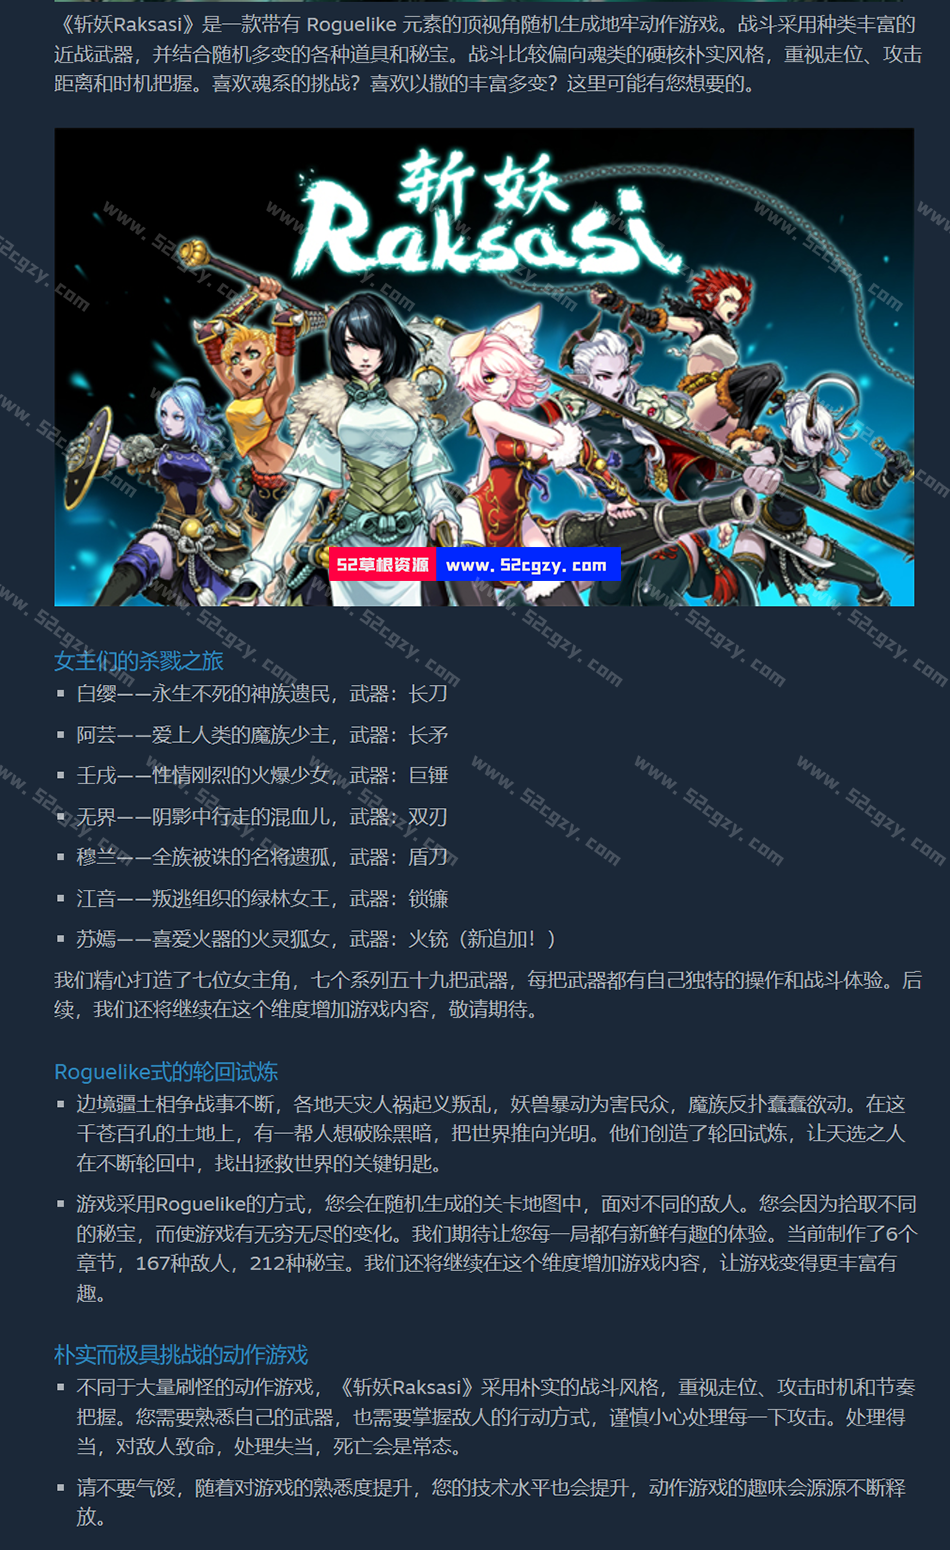 《斩妖Raksasi》是一款带有 Roguelike 元素的顶视角随机生成地牢动作游戏。战斗采用种类丰富的
近战武器，并结合随机多变的各种道具和秘宝。战斗比较偏向魂类的硬核朴实风格，重视走位、攻击
距离和时机把握。喜欢魂系的挑战？喜欢以撒的丰富多变？这里可能有您想要的。
斩妖
Raksasi
52草根资源 www.52cgzy.com
女主们的杀戮之旅
白缨——永生不死的神族遗民，武器：长刀
阿芸——爱上人类的魔族少主，武器：长矛
壬戌——性情刚烈的火爆少女，武器：巨锤
无界——阴影中行走的混血儿，武器：双刃
穆兰——全族被诛的名将遗孤，武器：盾刀
江音——叛逃组织的绿林女王，武器：锁镰
苏嫣——喜爱火器的火灵狐女，武器：火铳（新追加！）
我们精心打造了七位女主角，七个系列五十九把武器，每把武器都有自己独特的操作和战斗体验。后
续，我们还将继续在这个维度增加游戏内容，敬请期待。
Roguelike式的轮回试炼
边境疆土相争战事不断，各地天灾人祸起义叛乱，妖兽暴动为害民众，魔族反扑蠢蠢欲动。在这
千苍百孔的土地上，有一帮人想破除黑暗，把世界推向光明。他们创造了轮回试炼，让天选之人
在不断轮回中，找出拯救世界的关键钥匙。
游戏采用Roguelike的方式，您会在随机生成的关卡地图中，面对不同的敌人。您会因为拾取不同
的秘宝，而使游戏有无穷无尽的变化。我们期待让您每一局都有新鲜有趣的体验。当前制作了6个
章节，167种敌人，212种秘宝。我们还将继续在这个维度增加游戏内容，让游戏变得更丰富有
趣。
朴实而极具挑战的动作游戏
不同于大量刷怪的动作游戏，《斩妖Raksasi》采用朴实的战斗风格，重视走位、攻击时机和节奏
把握。您需要熟悉自己的武器，也需要掌握敌人的行动方式，谨慎小心处理每一下攻击。处理得
当，对敌人致命，处理失当，死亡会是常态。
请不要气馁，随着对游戏的熟悉度提升，您的技术水平也会提升，动作游戏的趣味会源源不断释
放。